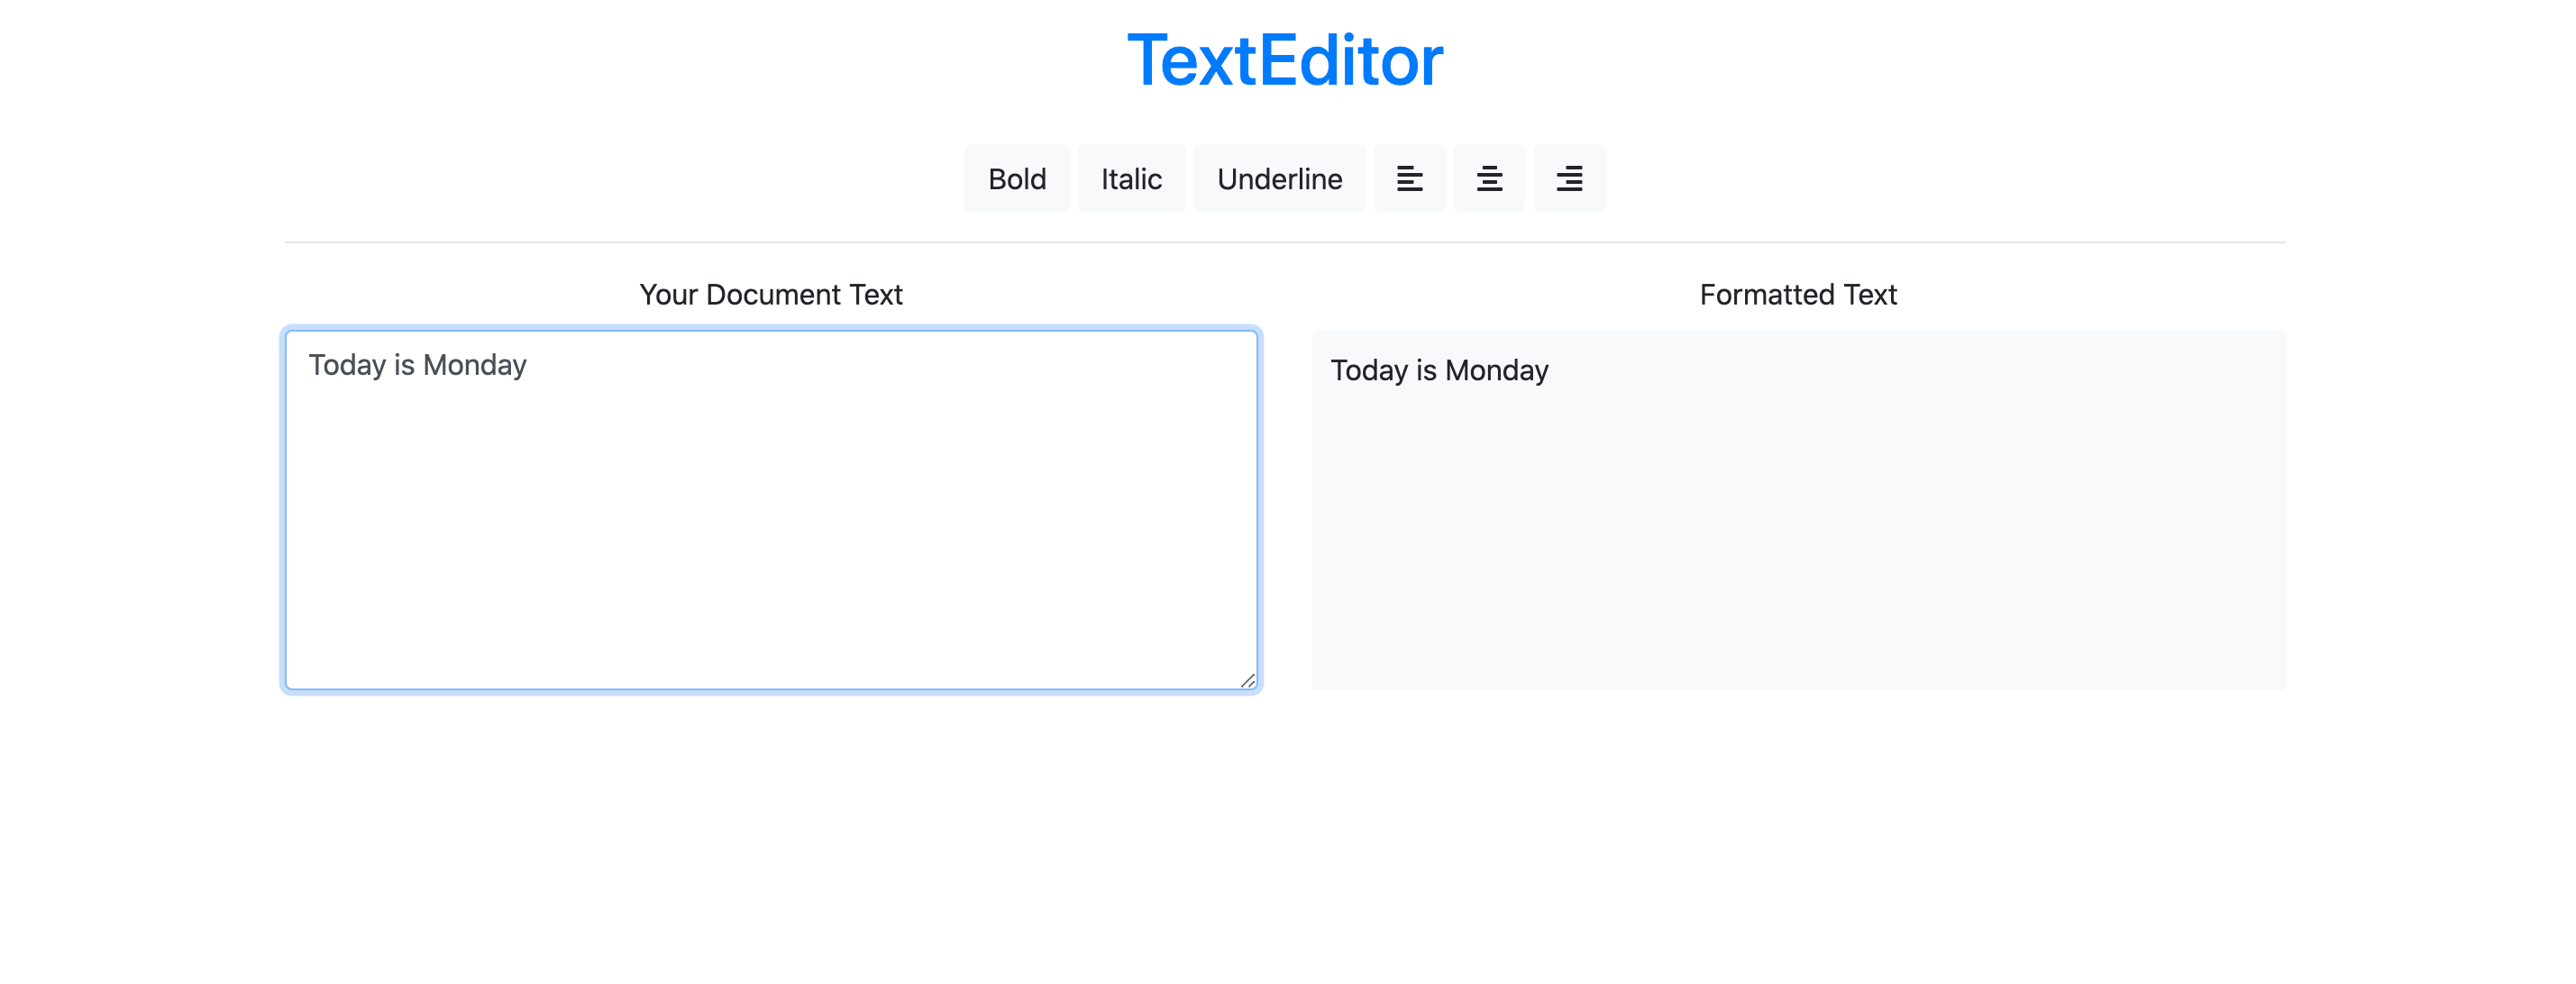 TextEditor
Bold Italic Underline
Your Document Text
Today is Monday
Formatted Text
Today is Monday